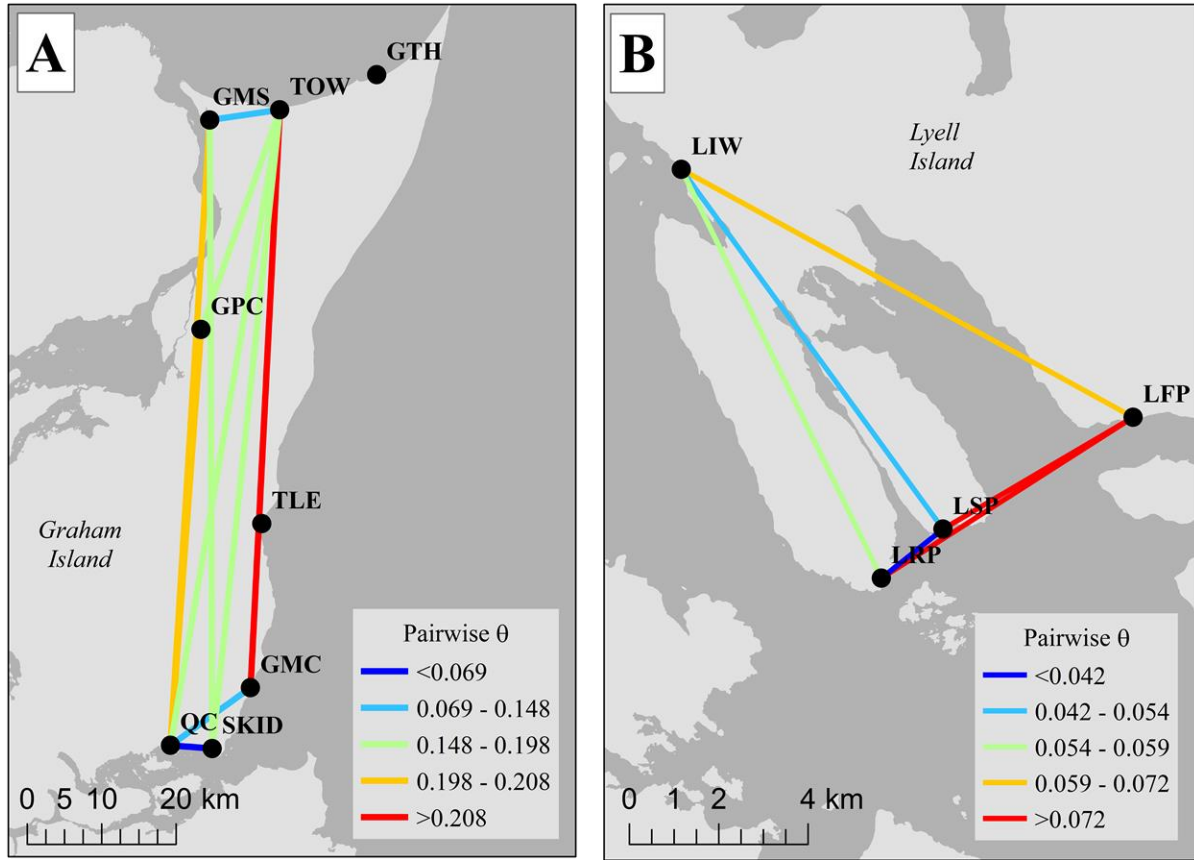 A
GTH
TOW
GMS
GPC
TLE
Graham
Island
GMC
QC
SKID
0 5 10 20 km
Pairwise θ
<0.069
0.069 - 0.148
0.148 - 0.198
0.198 - 0.208
>0.208
B
LIW
Lyell
Island
LFP
LSP
LRP
0 1 2 4 km
Pairwise θ
<0.042
0.042 - 0.054
0.054 - 0.059
0.059 - 0.072
>0.072